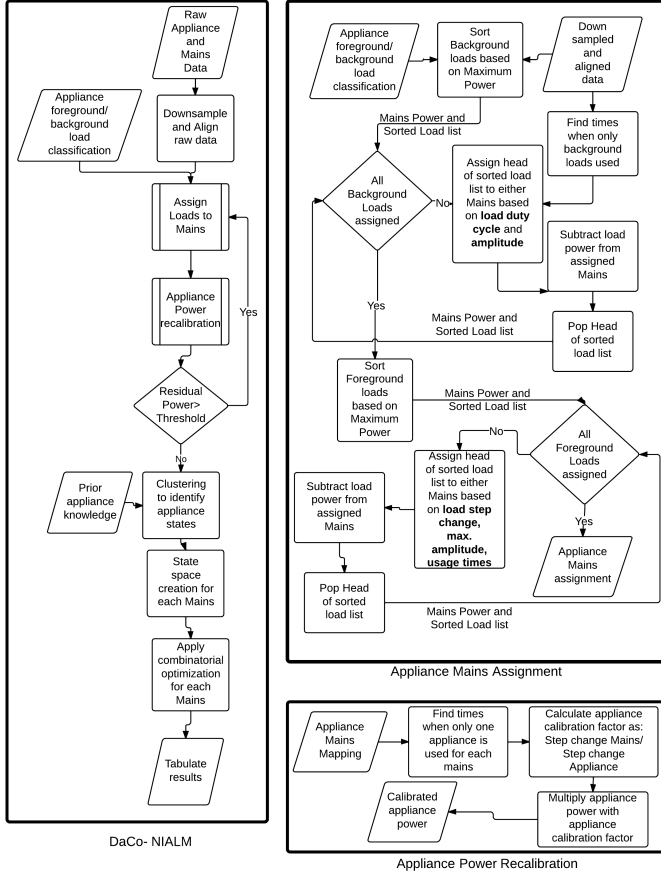 Raw
Appliance
and
Mains
Data
Appliance
foreground/
background
load
classification
Downsample
and Align
raw data
Assign
Loads to
Mains
Appliance
Power
recalibration
Yes
Residual
Power>
Threshold
No
Prior
appliance
knowledge
Clustering
to identify
appliance
states
State
space
creation for
each Mains
Apply
combinatorial
optimization
for each
Mains
Tabulate
results
DaCo- NIALM
Appliance
foreground/
background
load
classification
Sort
Background
loads based
on Maximum
Power
Down
sampled
and
aligned
data
Mains Power and
Sorted Load list
Find times
when only
background
loads used
All
Background
Loads
assigned
No
Assign head
of sorted load
list to either
Mains based
on load duty
cycle and
amplitude
Subtract load
power from
assigned
Mains
Yes
Mains Power and
Sorted Load list
Pop Head
of sorted
load list
Sort
Foreground
loads
based on
Maximum
Power
Mains Power and
Sorted Load list
All
Foreground
Loads
assigned
No
Assign head
of sorted load
list to either
Mains based
on load step
change,
max.
amplitude,
usage times
Subtract load
power from
assigned
Mains
Yes
Appliance
Mains
assignment
Pop Head
of sorted
load list
Mains Power and
Sorted Load list
Appliance Mains Assignment
Appliance
Mains
Mapping
Find times
when only one
appliance is
used for each
mains
Calculate appliance
calibration factor as:
Step change Mains/
Step change
Appliance
Calibrated
appliance
power
Multiply appliance
power with
appliance
calibration factor
Appliance Power Recalibration